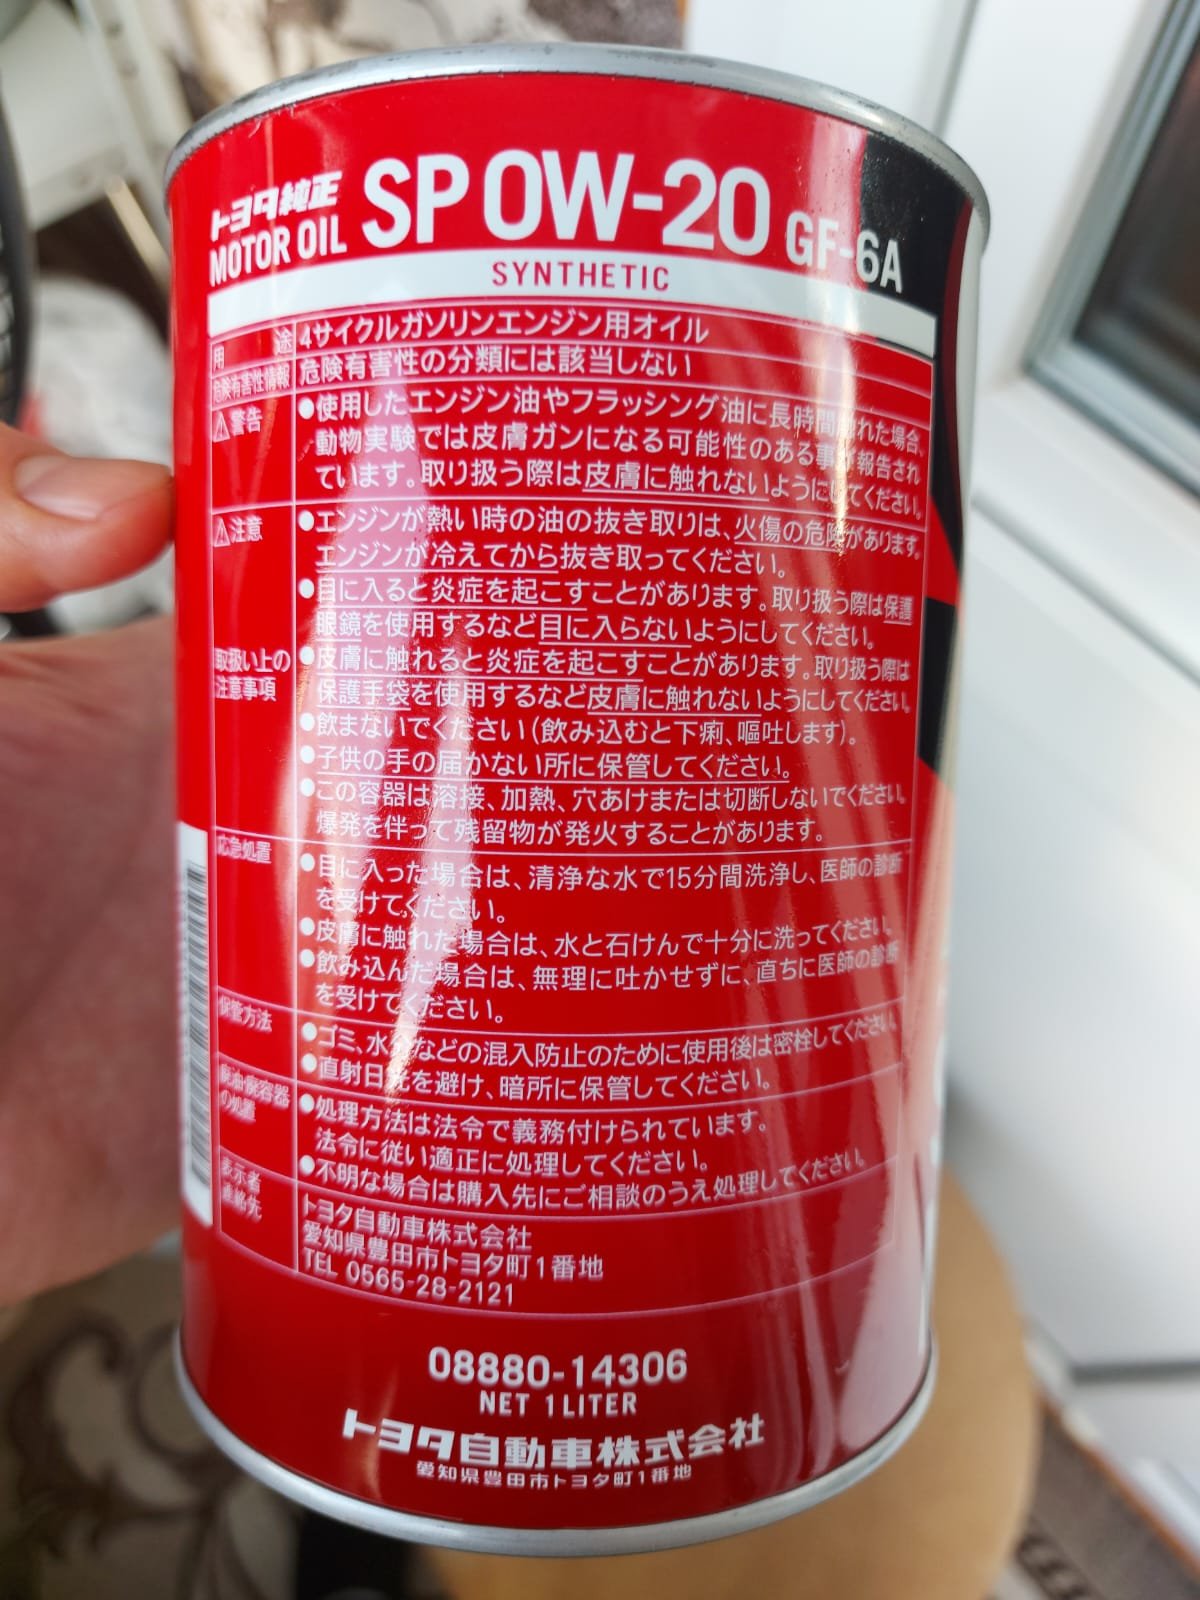 トヨタ純正
MOTOR OIL SP 0W-20 GF-6A
SYNTHETIC
用途 4サイクルガソリンエンジン用オイル
危険有害性情報 危険有害性の分類には該当しない
⚠警告 ●使用したエンジン油やフラッシング油に長時間触れた場合、
動物実験では皮膚ガンになる可能性のある事が報告され
ています。取り扱う際は皮膚に触れないようにしてください。
⚠注意 ●エンジンが熱い時の油の抜き取りは、火傷の危険があります。
エンジンが冷えてから抜き取ってください。
●目に入ると炎症を起こすことがあります。取り扱う際は保護
眼鏡を使用するなど目に入らないようにしてください。
取扱い上の ●皮膚に触れると炎症を起こすことがあります。取り扱う際は
注意事項 保護手袋を使用するなど皮膚に触れないようにしてください。
●飲まないでください(飲み込むと下痢、嘔吐します)。
●子供の手の届かない所に保管してください。
●この容器は溶接、加熱、穴あけまたは切断しないでください。
爆発を伴って残留物が発火することがあります。
応急処置 ●目に入った場合は、清浄な水で15分間洗浄し、医師の診断
を受けてください。
●皮膚に触れた場合は、水と石けんで十分に洗ってください。
●飲み込んだ場合は、無理に吐かせずに、直ちに医師の診断
を受けてください。
保管方法 ●ゴミ、水分などの混入防止のために使用後は密栓してください。
●直射日光を避け、暗所に保管してください。
廃油・廃容器 ●処理方法は法令で義務付けられています。
の処置 法令に従い適正に処理してください。
●不明な場合は購入先にご相談のうえ処理してください。
表示者 トヨタ自動車株式会社
連絡先 愛知県豊田市トヨタ町1番地
TEL 0565-28-2121
08880-14306
NET 1 LITER
トヨタ自動車株式会社
愛知県豊田市トヨタ町1番地